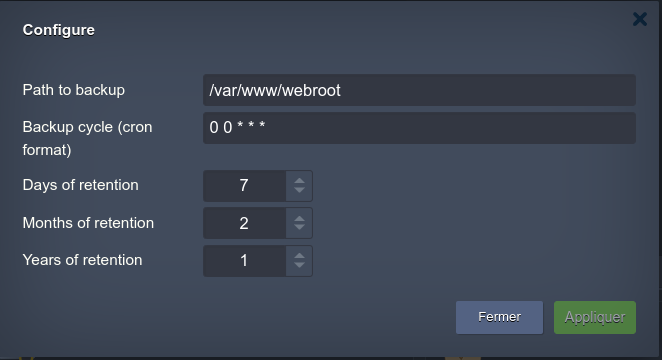 Configure
Path to backup
/var/www/webroot
Backup cycle (cron
format)
0 0 * * *
Days of retention
7
Months of retention
2
Years of retention
1
Fermer
Appliquer